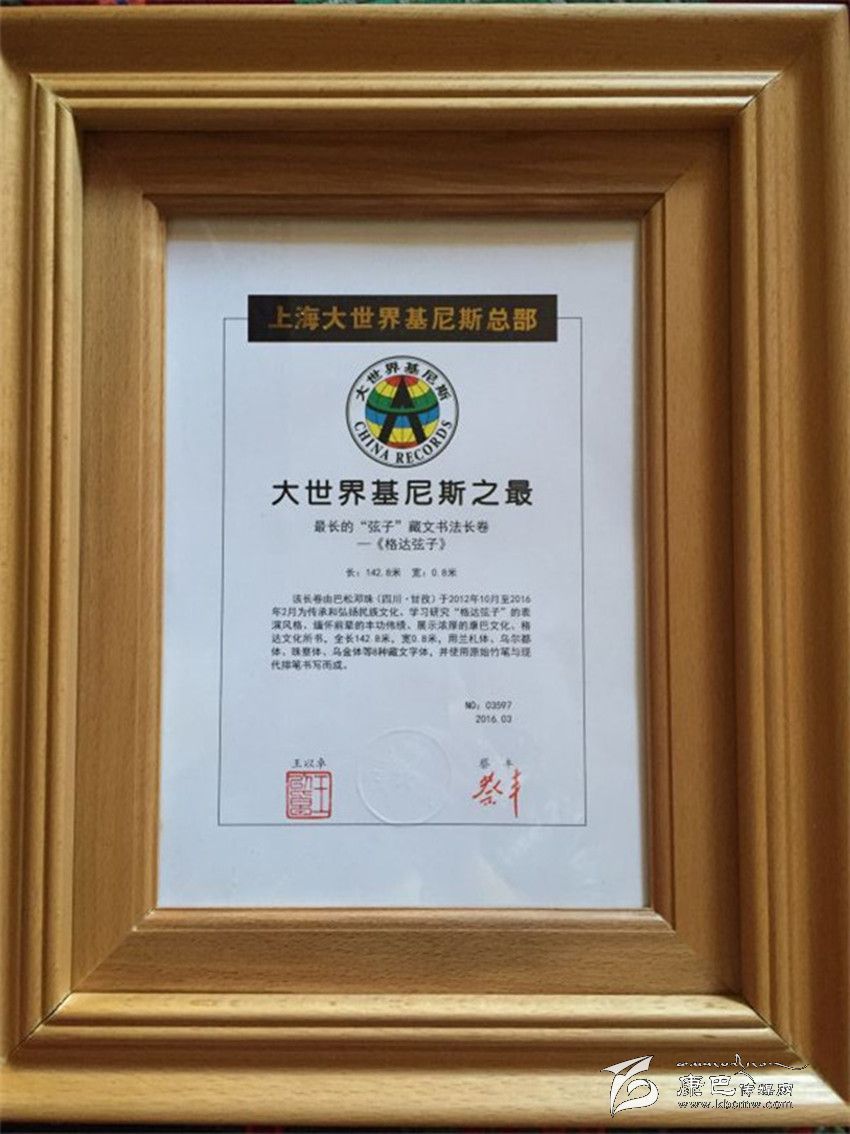 上海大世界基尼斯总部
大世界基尼斯
CHINA RECORDS
大世界基尼斯之最
最长的“弦子”藏文书法长卷
—《格达弦子》
长：142.8米 宽：0.8米
该长卷由巴松邓珠（四川·甘孜）于2012年10月至2016
年2月为传承和弘扬民族文化、学习研究“格达弦子”的表
演风格、缅怀前辈的丰功伟绩、展示浓厚的康巴文化、格
达文化所书，全长142.8米，宽0.8米，用兰札体、乌尔都
体、珠察体、乌金体等8种藏文字体，并使用原始竹笔与现
代排笔书写而成。
NO：03597
2016.03
王以卓
蔡丰
蔡丰
康巴传媒网
www.kbcmw.com